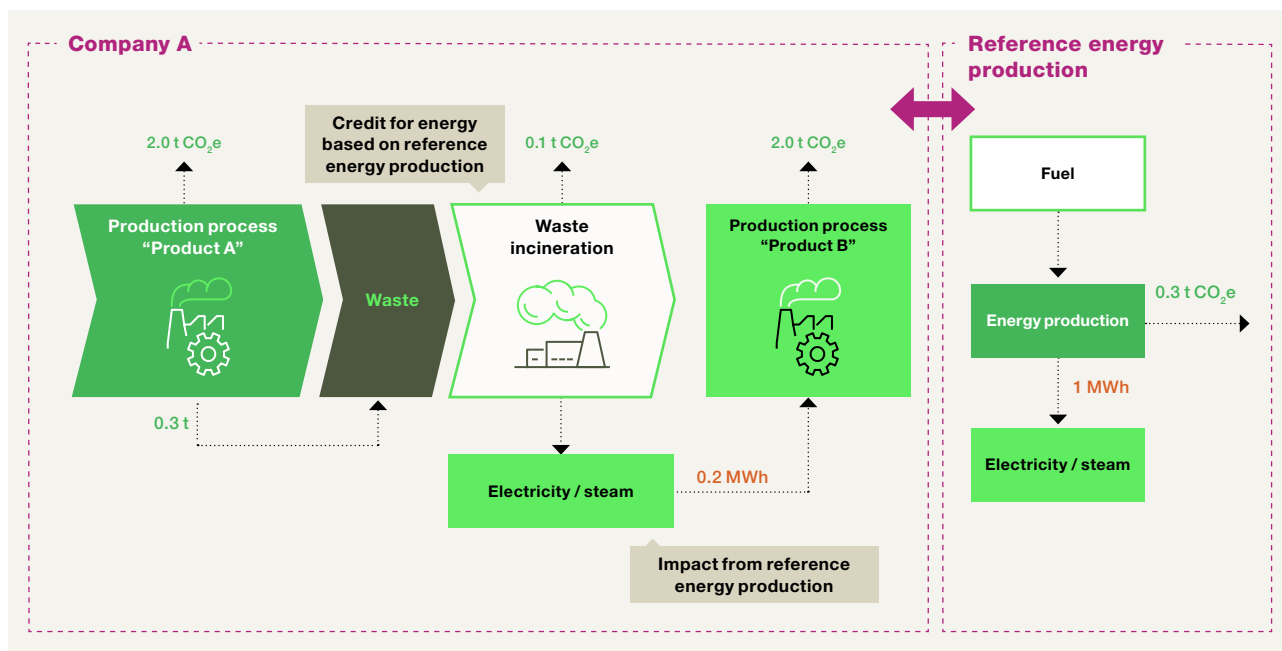 Company A
Reference energy
production
Credit for energy
based on reference
energy production
2.0 t CO₂e
0.1 t CO₂e
2.0 t CO₂e
Production process
“Product A”
Waste
Waste
incineration
Production process
“Product B”
0.3 t
Electricity / steam
0.2 MWh
Impact from reference
energy production
Fuel
Energy production
0.3 t CO₂e
1 MWh
Electricity / steam